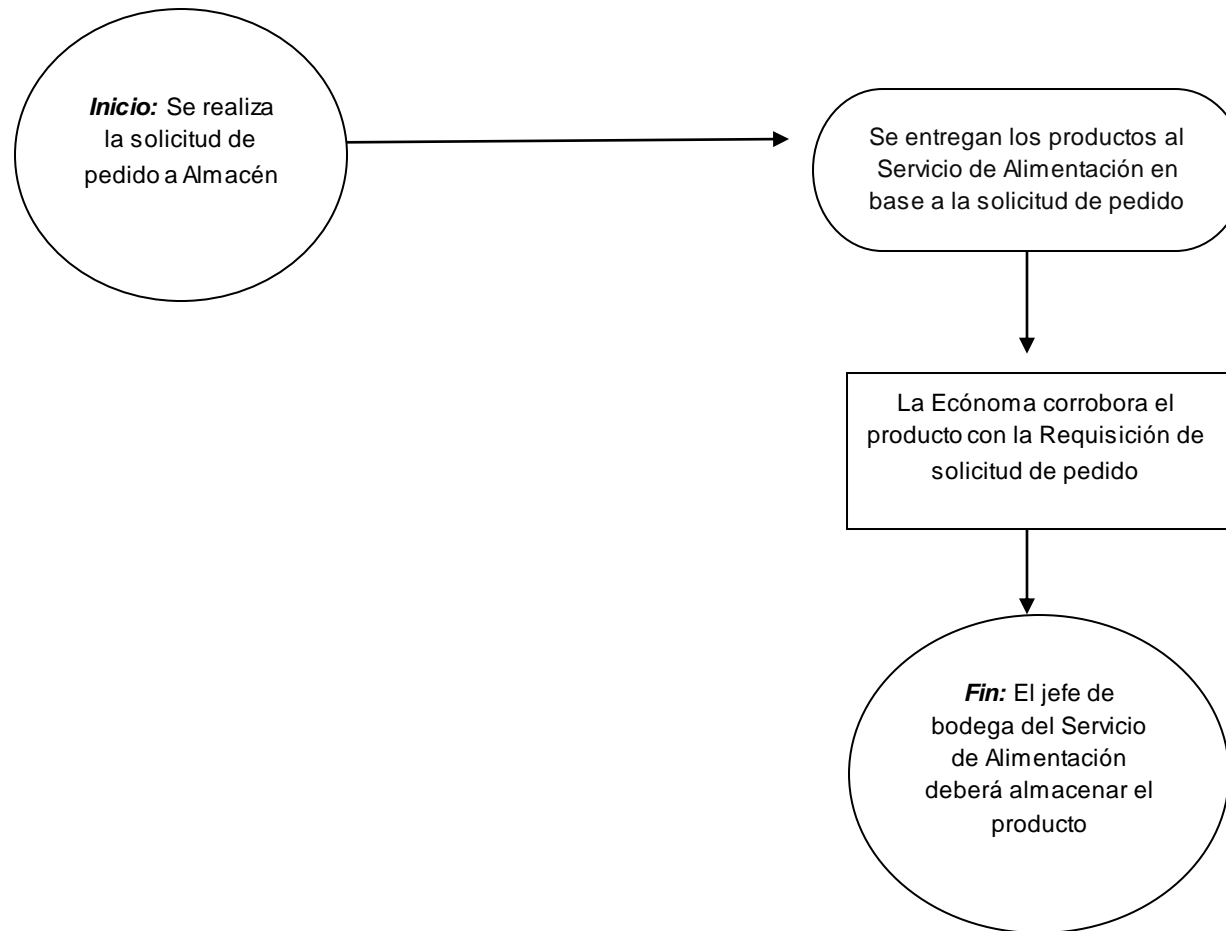 Inicio: Se realiza
la solicitud de
pedido a Almacén
Se entregan los productos al
Servicio de Alimentación en
base a la solicitud de pedido
La Ecónoma corrobora el
producto con la Requisición de
solicitud de pedido
Fin: El jefe de
bodega del Servicio
de Alimentación
deberá almacenar el
producto